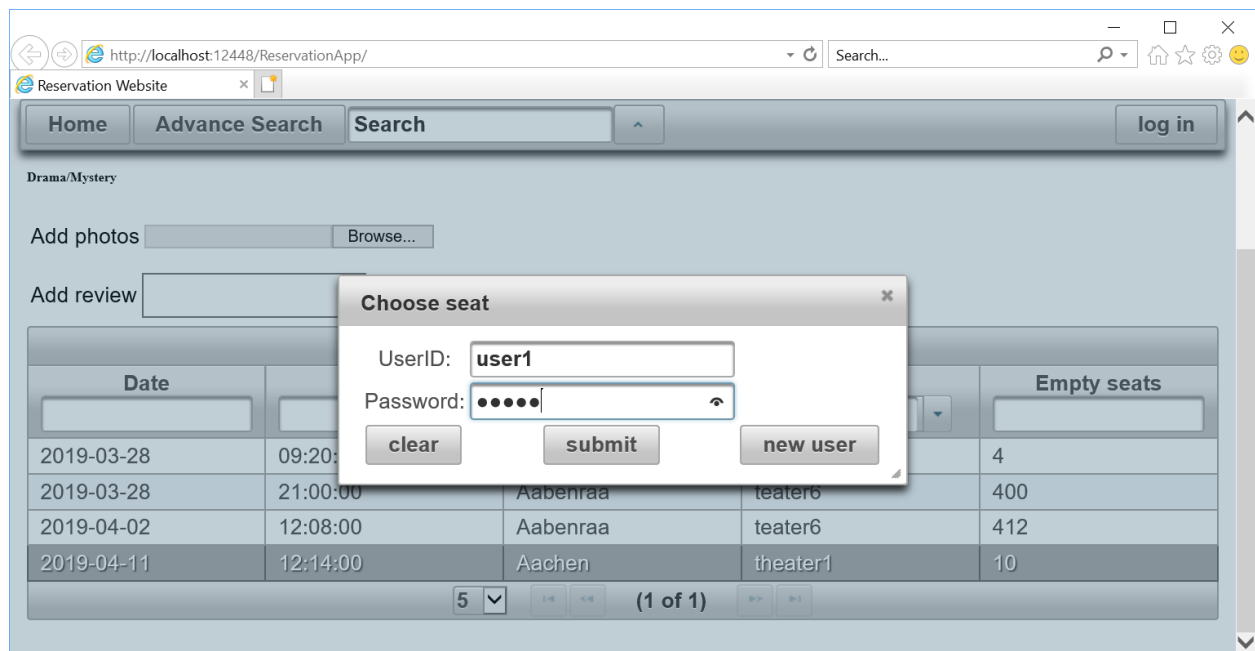 http://localhost:12448/ReservationApp/ Search...
Reservation Website
Home Advance Search Search log in
Drama/Mystery
Add photos Browse...
Add review
Choose seat
UserID: user1
Password: •••••
clear submit new user
Date Empty seats
2019-03-28 09:20: 4
2019-03-28 21:00:00 Aabenraa teater6 400
2019-04-02 12:08:00 Aabenraa teater6 412
2019-04-11 12:14:00 Aachen theater1 10
5 (1 of 1)